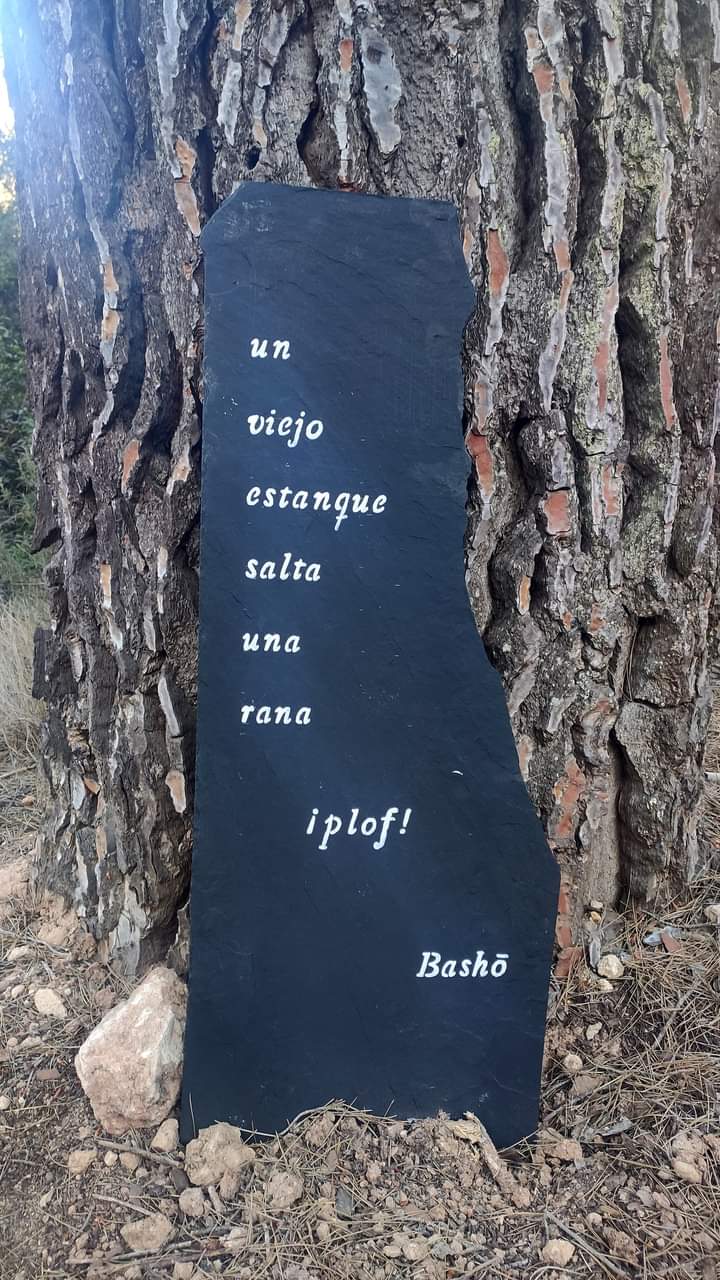 un
viejo
estanque
salta
una
rana
¡plof!
Bashō